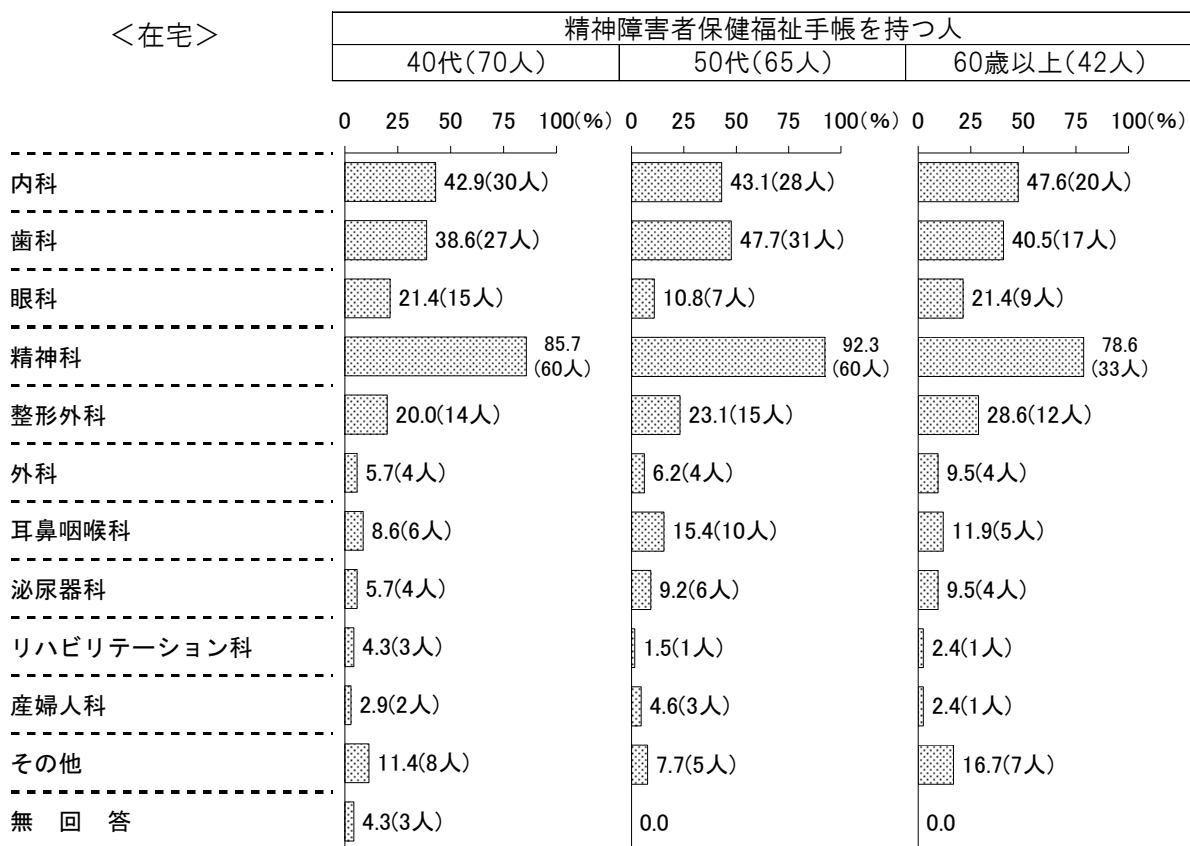 ＜在宅＞
精神障害者保健福祉手帳を持つ人
40代(70人) 50代(65人) 60歳以上(42人)
0 25 50 75 100(%) 0 25 50 75 100(%) 0 25 50 75 100(%)
内科 42.9(30人) 43.1(28人) 47.6(20人)
歯科 38.6(27人) 47.7(31人) 40.5(17人)
眼科 21.4(15人) 10.8(7人) 21.4(9人)
精神科 85.7 (60人) 92.3 (60人) 78.6 (33人)
整形外科 20.0(14人) 23.1(15人) 28.6(12人)
外科 5.7(4人) 6.2(4人) 9.5(4人)
耳鼻咽喉科 8.6(6人) 15.4(10人) 11.9(5人)
泌尿器科 5.7(4人) 9.2(6人) 9.5(4人)
リハビリテーション科 4.3(3人) 1.5(1人) 2.4(1人)
産婦人科 2.9(2人) 4.6(3人) 2.4(1人)
その他 11.4(8人) 7.7(5人) 16.7(7人)
無　回　答 4.3(3人) 0.0 0.0